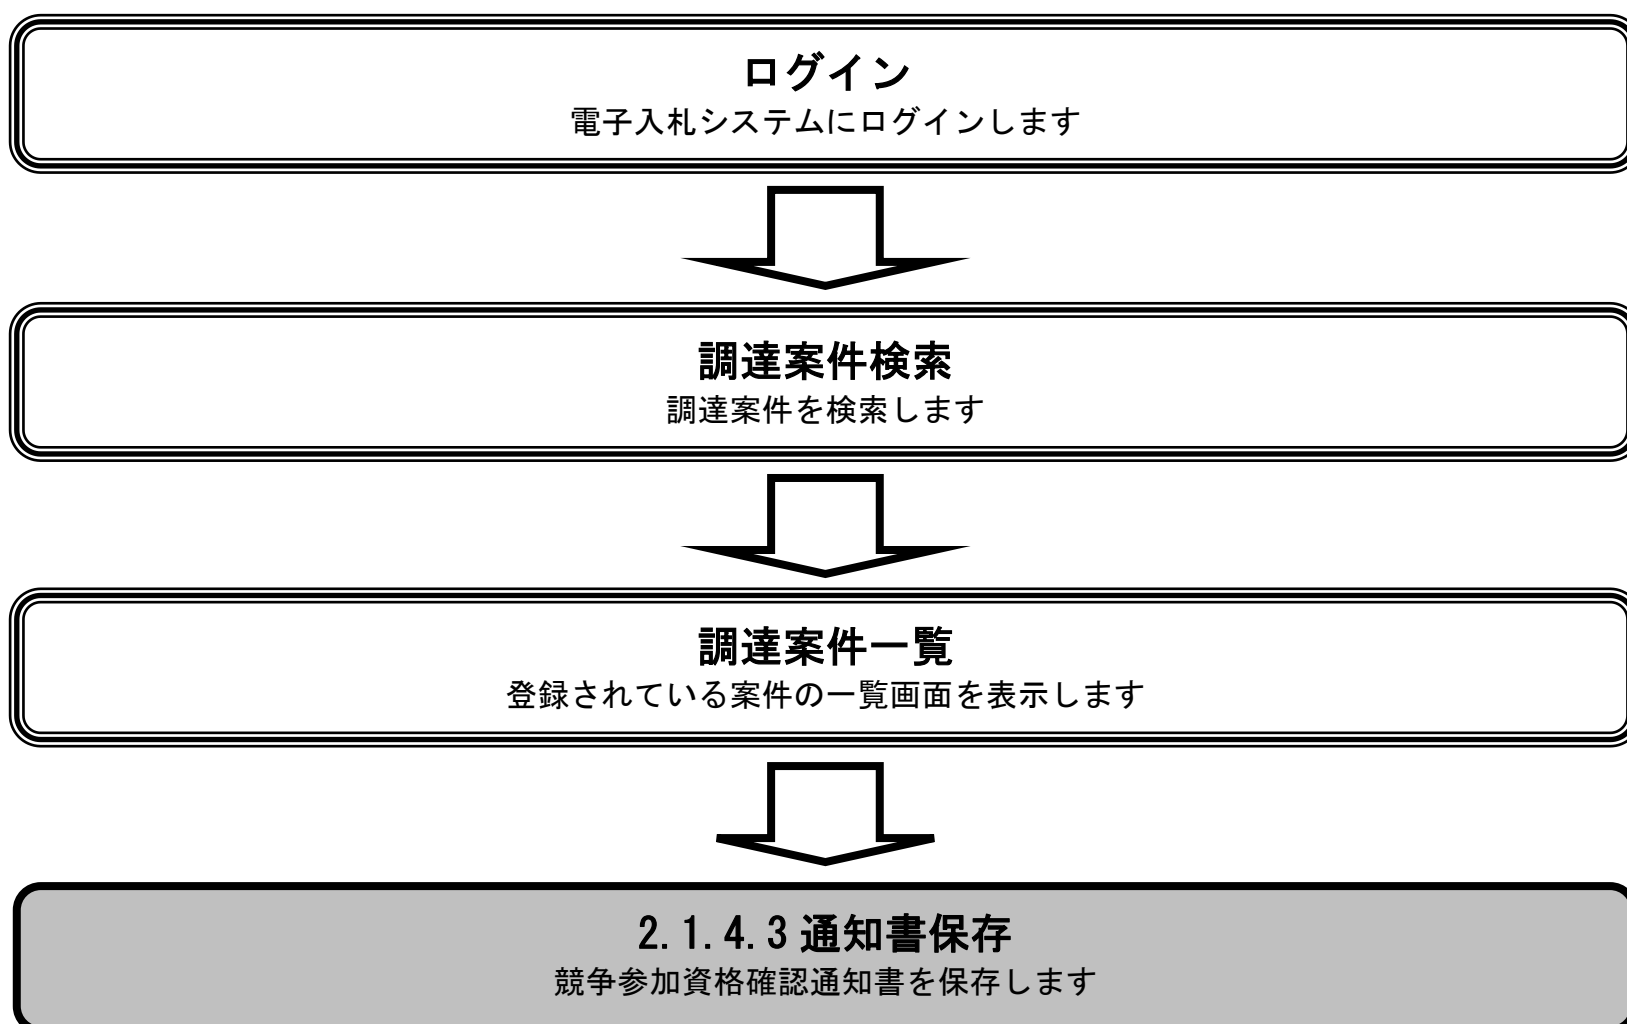 ログイン
電子入札システムにログインします
調達案件検索
調達案件を検索します
調達案件一覧
登録されている案件の一覧画面を表示します
2.1.4.3 通知書保存
競争参加資格確認通知書を保存します